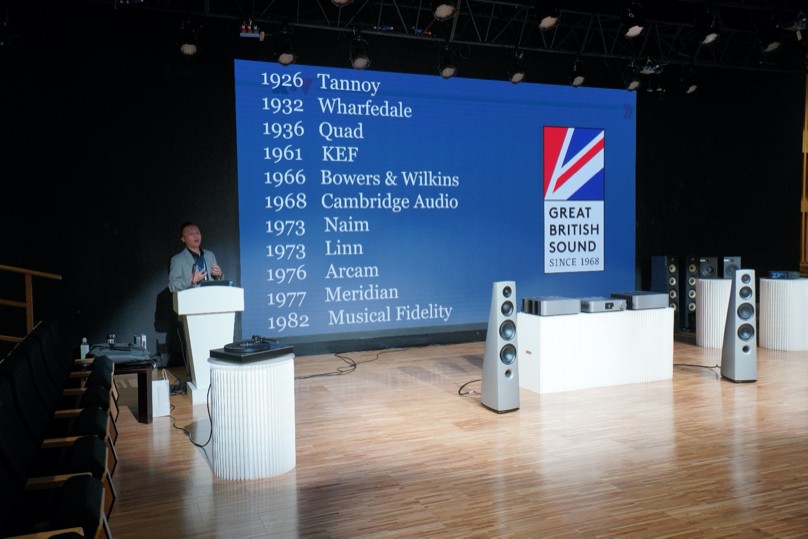 1926 Tannoy
1932 Wharfedale
1936 Quad
1961 KEF
1966 Bowers & Wilkins
1968 Cambridge Audio
1973 Naim
1973 Linn
1976 Arcam
1977 Meridian
1982 Musical Fidelity
GREAT
BRITISH
SOUND
SINCE 1968